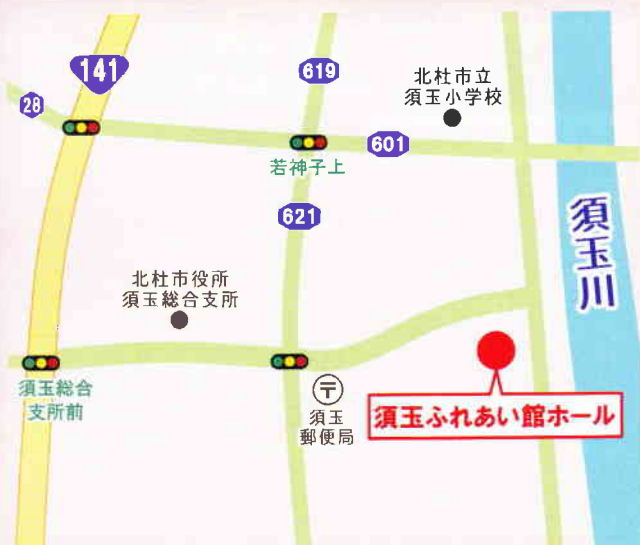 141
619
北杜市立
須玉小学校
28
601
若神子上
621
須玉川
北杜市役所
須玉総合支所
須玉総合
支所前
〒
須玉
郵便局
須玉ふれあい館ホール